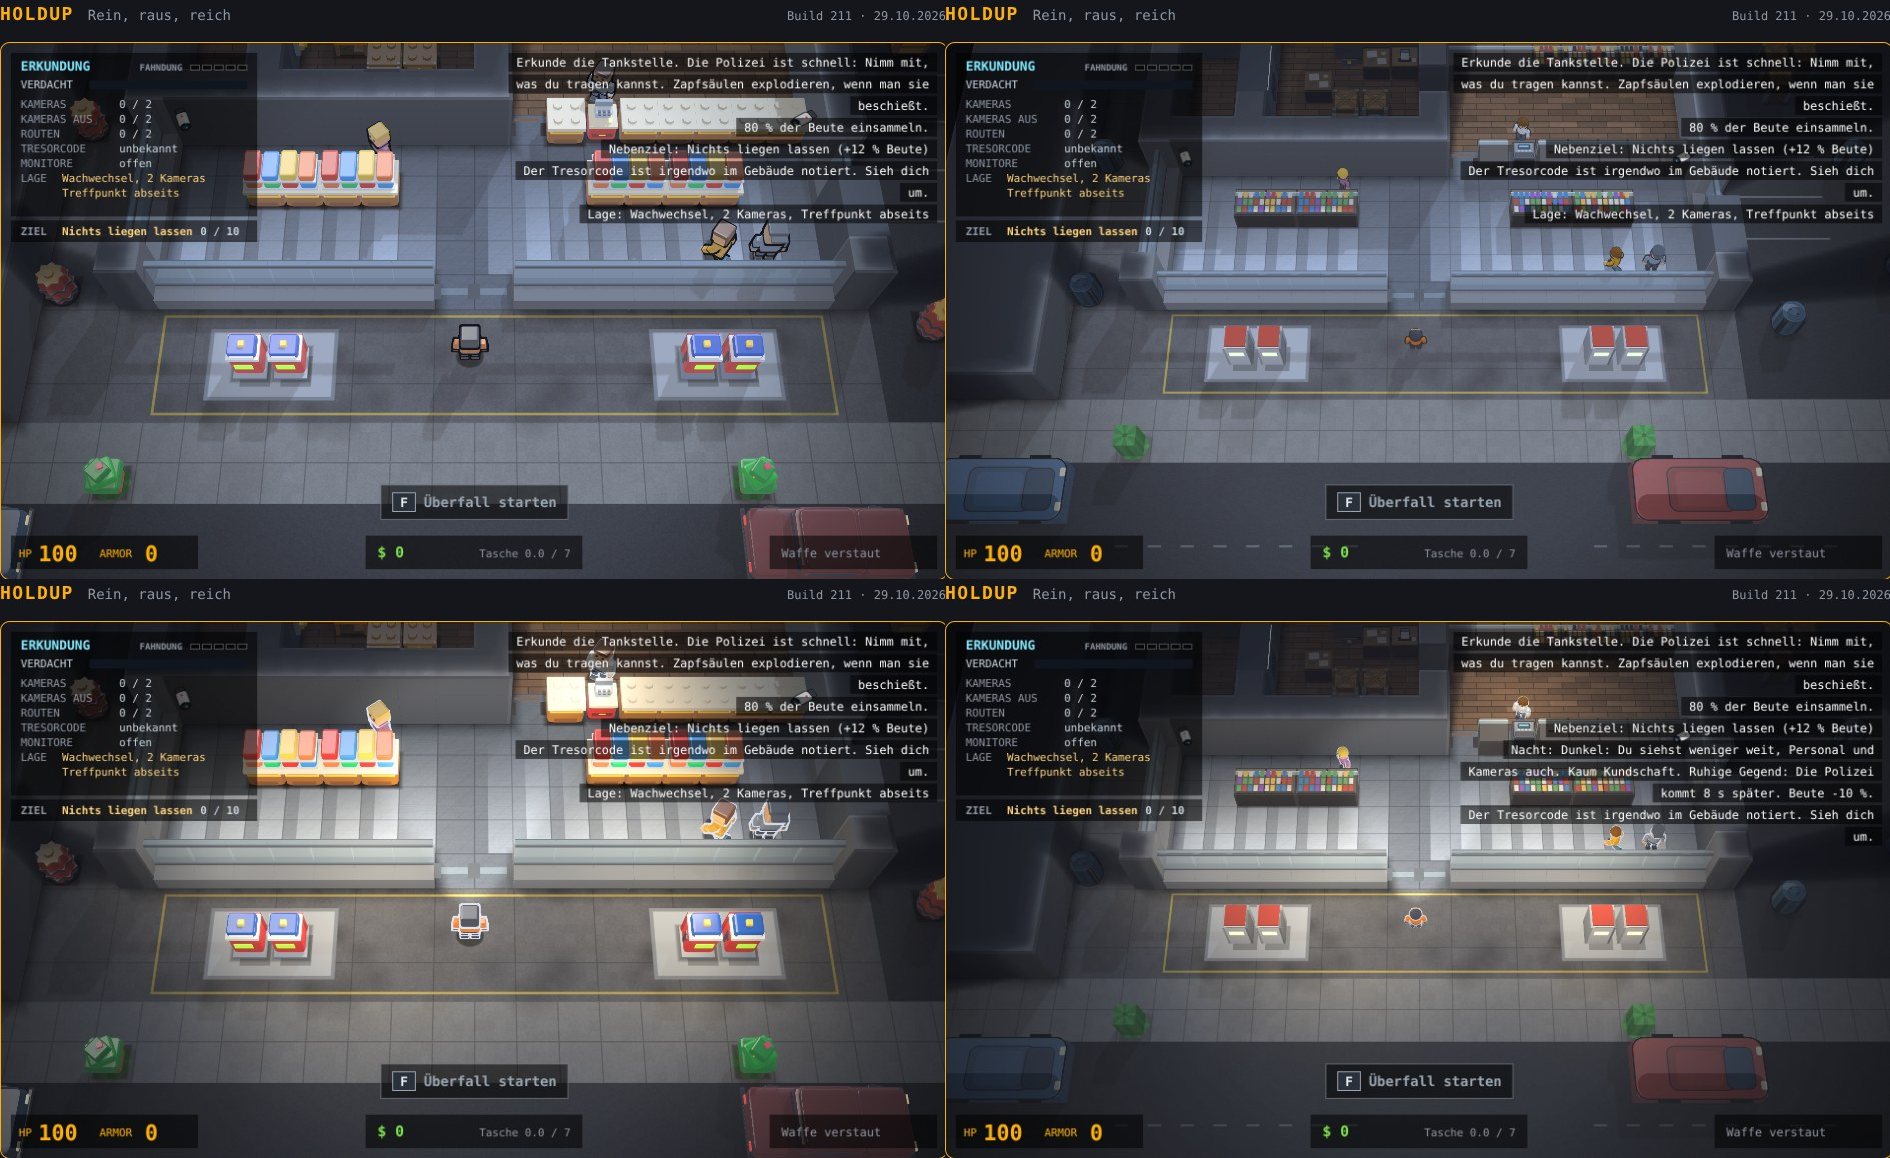 HOLDUP Rein, raus, reich
Build 211 · 29.10.2026
ERKUNDUNG
FAHNDUNG
VERDACHT
KAMERAS 0 / 2
KAMERAS AUS 0 / 2
ROUTEN 0 / 2
TRESORCODE unbekannt
MONITORE offen
LAGE Wachwechsel, 2 Kameras
Treffpunkt abseits
ZIEL Nichts liegen lassen 0 / 10
Erkunde die Tankstelle. Die Polizei ist schnell: Nimm mit,
was du tragen kannst. Zapfsäulen explodieren, wenn man sie
beschießt.
80 % der Beute einsammeln.
Nebenziel: Nichts liegen lassen (+12 % Beute)
Der Tresorcode ist irgendwo im Gebäude notiert. Sieh dich
um.
Lage: Wachwechsel, 2 Kameras, Treffpunkt abseits
F Überfall starten
HP 100 ARMOR 0
$ 0 Tasche 0.0 / 7
Waffe verstaut
HOLDUP Rein, raus, reich
Build 211 · 29.10.2026
ERKUNDUNG
FAHNDUNG
VERDACHT
KAMERAS 0 / 2
KAMERAS AUS 0 / 2
ROUTEN 0 / 2
TRESORCODE unbekannt
MONITORE offen
LAGE Wachwechsel, 2 Kameras
Treffpunkt abseits
ZIEL Nichts liegen lassen 0 / 10
Erkunde die Tankstelle. Die Polizei ist schnell: Nimm mit,
was du tragen kannst. Zapfsäulen explodieren, wenn man sie
beschießt.
80 % der Beute einsammeln.
Nebenziel: Nichts liegen lassen (+12 % Beute)
Der Tresorcode ist irgendwo im Gebäude notiert. Sieh dich
um.
Lage: Wachwechsel, 2 Kameras, Treffpunkt abseits
F Überfall starten
HP 100 ARMOR 0
$ 0 Tasche 0.0 / 7
Waffe verstaut
HOLDUP Rein, raus, reich
Build 211 · 29.10.2026
ERKUNDUNG
FAHNDUNG
VERDACHT
KAMERAS 0 / 2
KAMERAS AUS 0 / 2
ROUTEN 0 / 2
TRESORCODE unbekannt
MONITORE offen
LAGE Wachwechsel, 2 Kameras
Treffpunkt abseits
ZIEL Nichts liegen lassen 0 / 10
Erkunde die Tankstelle. Die Polizei ist schnell: Nimm mit,
was du tragen kannst. Zapfsäulen explodieren, wenn man sie
beschießt.
80 % der Beute einsammeln.
Nebenziel: Nichts liegen lassen (+12 % Beute)
Der Tresorcode ist irgendwo im Gebäude notiert. Sieh dich
um.
Lage: Wachwechsel, 2 Kameras, Treffpunkt abseits
F Überfall starten
HP 100 ARMOR 0
$ 0 Tasche 0.0 / 7
Waffe verstaut
HOLDUP Rein, raus, reich
Build 211 · 29.10.2026
ERKUNDUNG
FAHNDUNG
VERDACHT
KAMERAS 0 / 2
KAMERAS AUS 0 / 2
ROUTEN 0 / 2
TRESORCODE unbekannt
MONITORE offen
LAGE Wachwechsel, 2 Kameras
Treffpunkt abseits
ZIEL Nichts liegen lassen 0 / 10
Erkunde die Tankstelle. Die Polizei ist schnell: Nimm mit,
was du tragen kannst. Zapfsäulen explodieren, wenn man sie
beschießt.
80 % der Beute einsammeln.
Nebenziel: Nichts liegen lassen (+12 % Beute)
Nacht: Dunkel: Du siehst weniger weit, Personal und
Kameras auch. Kaum Kundschaft. Ruhige Gegend: Die Polizei
kommt 8 s später. Beute -10 %.
Der Tresorcode ist irgendwo im Gebäude notiert. Sieh dich
um.
F Überfall starten
HP 100 ARMOR 0
$ 0 Tasche 0.0 / 7
Waffe verstaut